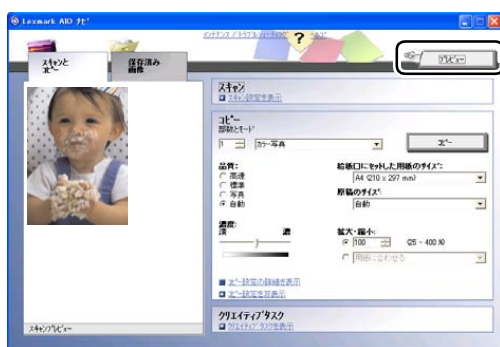 Lexmark AIO ナビ
メンテナンス / トラブルシューティング
ヘルプ
スキャンと
コピー
保存済み
画像
プレビュー
スキャン
スキャン設定を表示
コピー
部数とモード
1
カラー写真
コピー
品質:
高速
標準
写真
自動
給紙口にセットした用紙のサイズ:
A4 (210 x 297 mm)
原稿のサイズ:
自動
濃度:
淡 濃
拡大・縮小:
100 (25 - 400 %)
用紙に合わせる
コピー設定の詳細を表示
コピー設定を非表示
クリエイティブタスク
クリエイティブ タスクを表示
スキャンプレビュー